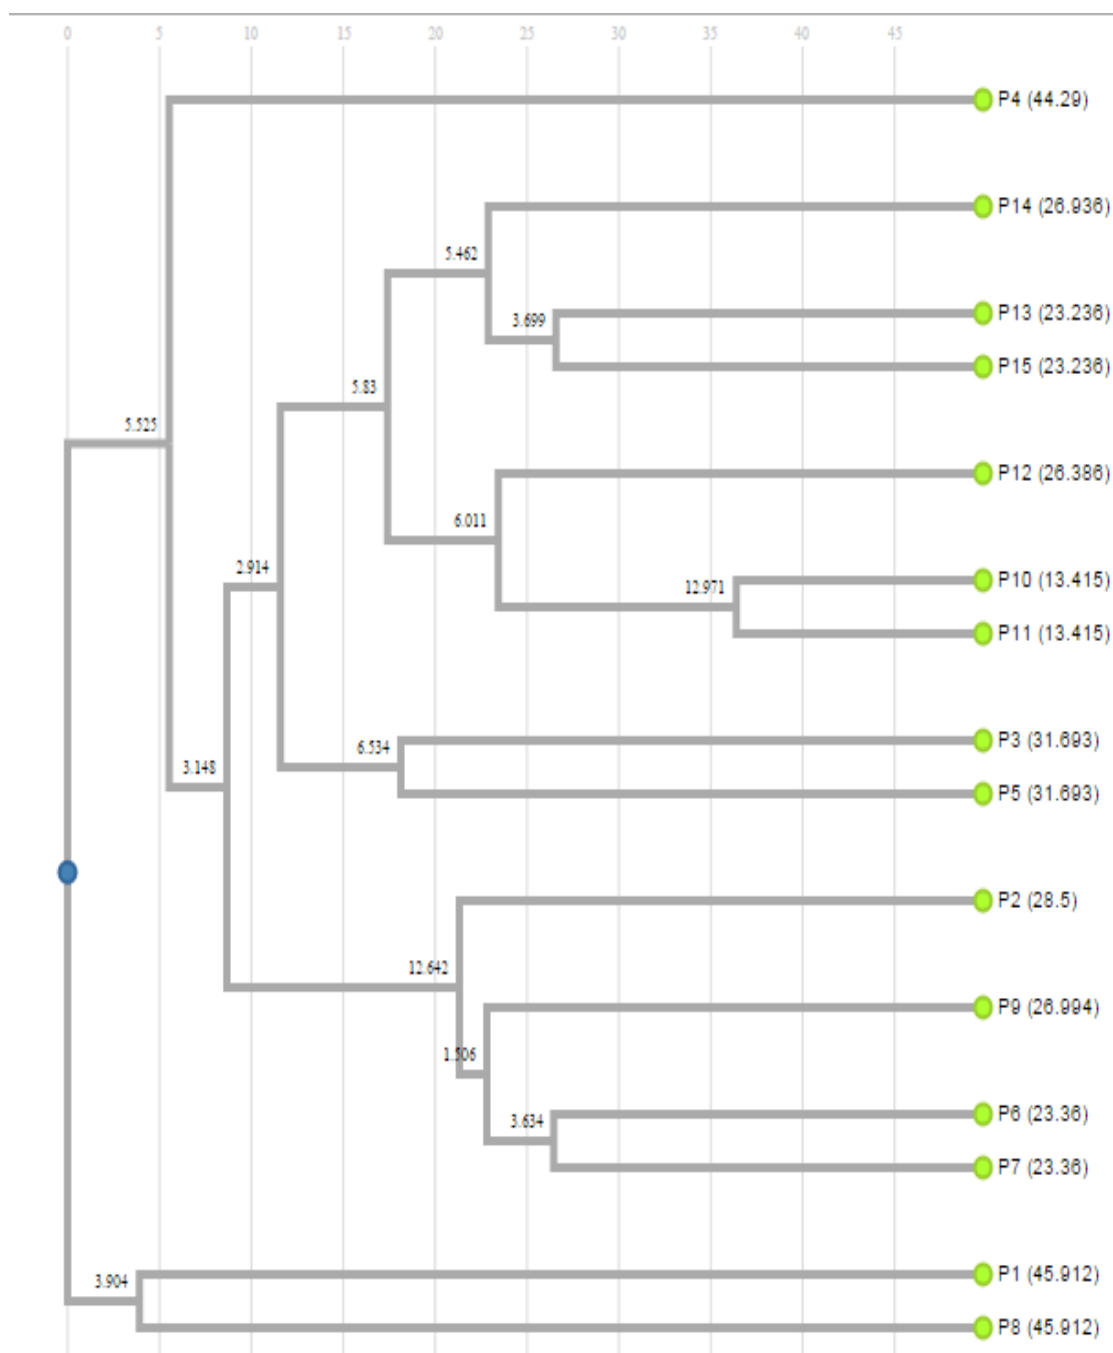 0 5 10 15 20 25 30 35 40 45
P4 (44.29)
P14 (26.936)
5.462
P13 (23.236)
3.699
P15 (23.236)
5.83
5.525
P12 (26.386)
6.011
2.914
P10 (13.415)
12.971
P11 (13.415)
P3 (31.693)
6.534
3.148
P5 (31.693)
P2 (28.5)
12.642
P9 (26.994)
1.506
P6 (23.36)
3.634
P7 (23.36)
P1 (45.912)
3.904
P8 (45.912)